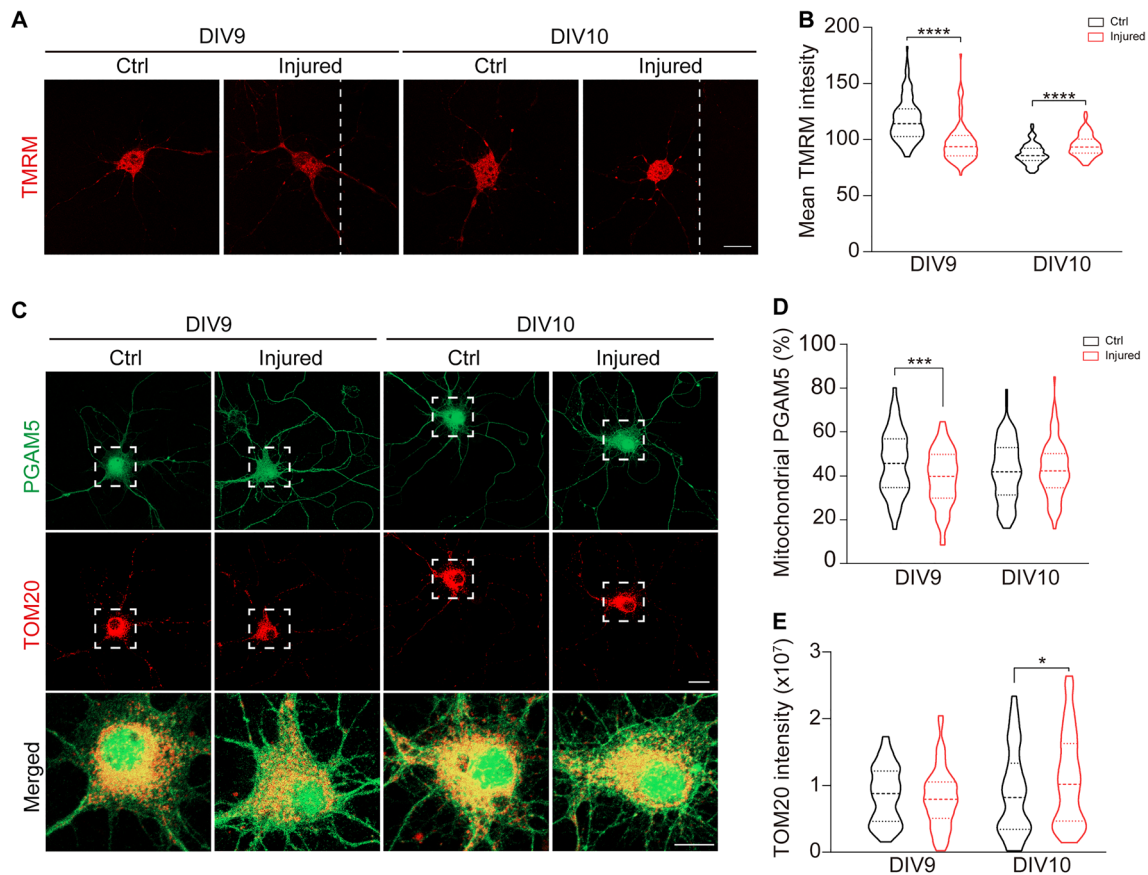 A
DIV9
DIV10
Ctrl
Injured
Ctrl
Injured
TMRM
B
Ctrl
Injured
Mean TMRM intesity
200
150
100
50
0
****
****
DIV9
DIV10
C
DIV9
DIV10
Ctrl
Injured
Ctrl
Injured
PGAM5
TOM20
Merged
D
Ctrl
Injured
Mitochondrial PGAM5 (%)
100
80
60
40
20
0
***
DIV9
DIV10
E
TOM20 intensity (x10⁷)
3
2
1
0
*
DIV9
DIV10